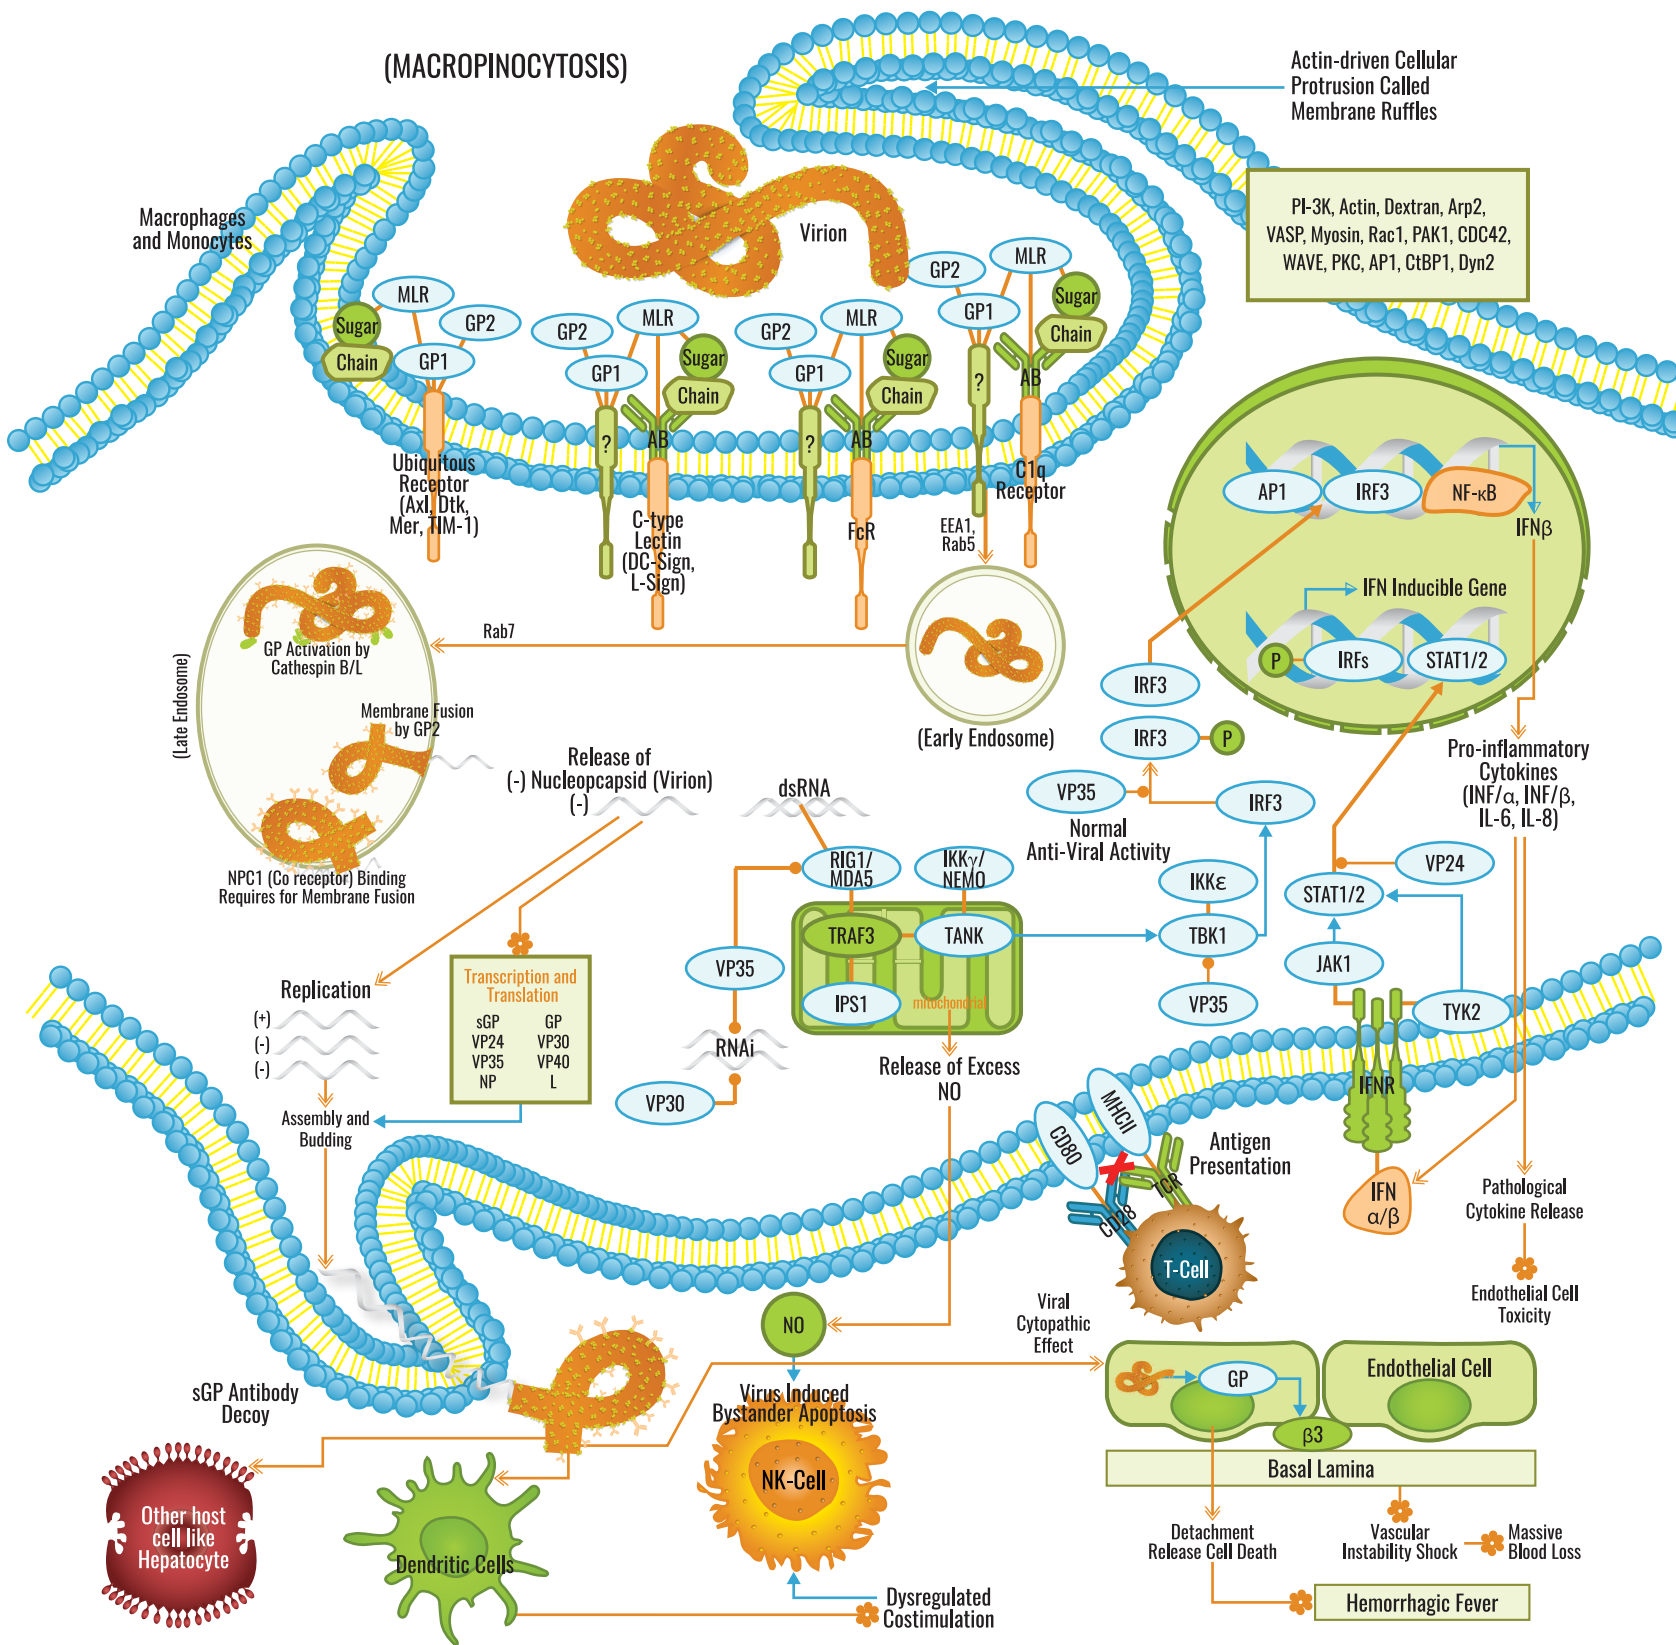 (MACROPINOCYTOSIS)
Actin-driven Cellular
Protrusion Called
Membrane Ruffles
PI-3K, Actin, Dextran, Arp2,
VASP, Myosin, Rac1, PAK1, CDC42,
WAVE, PKC, AP1, CtBP1, Dyn2
Macrophages
and Monocytes
Virion
MLR
Sugar
Chain
GP2
GP1
GP2
MLR
Sugar
Chain
GP1
?
AB
GP2
MLR
Sugar
Chain
GP1
?
AB
GP2
MLR
Sugar
Chain
GP1
?
AB
Ubiquitous
Receptor
(Axl, Dtk,
Mer, TIM-1)
C-type
Lectin
(DC-Sign,
L-Sign)
FcR
C1q
Receptor
EEA1,
Rab5
AP1
IRF3
NF-κB
IFNβ
IFN Inducible Gene
P
IRFs
STAT1/2
Rab7
(Early Endosome)
(Late Endosome)
GP Activation by
Cathespin B/L
Membrane Fusion
by GP2
NPC1 (Co receptor) Binding
Requires for Membrane Fusion
Release of
(-) Nucleopcapsid (Virion)
(-)
dsRNA
IRF3
IRF3
P
VP35
IRF3
Normal
Anti-Viral Activity
Pro-inflammatory
Cytokines
(INF/α, INF/β,
IL-6, IL-8)
RIG1/
MDA5
IKKγ/
NEMO
TRAF3
TANK
IPS1
mitochondrial
IKKε
TBK1
VP35
VP24
STAT1/2
JAK1
TYK2
IFNR
IFN
α/β
VP35
RNAi
VP30
Release of Excess
NO
Replication
(+)
(-)
(-)
Transcription and
Translation
sGP GP
VP24 VP30
VP35 VP40
NP L
Assembly and
Budding
CD80
MHCII
Antigen
Presentation
TCR
CD28
T-Cell
Pathological
Cytokine Release
Endothelial Cell
Toxicity
NO
Viral
Cytopathic
Effect
sGP Antibody
Decoy
Virus Induced
Bystander Apoptosis
NK-Cell
GP
Endothelial Cell
β3
Basal Lamina
Other host
cell like
Hepatocyte
Dendritic Cells
Dysregulated
Costimulation
Detachment
Release Cell Death
Vascular
Instability Shock
Massive
Blood Loss
Hemorrhagic Fever